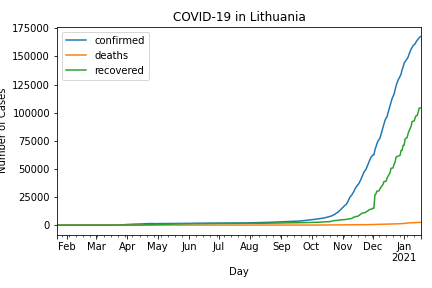 COVID-19 in Lithuania
confirmed
deaths
recovered
175000
150000
125000
100000
75000
50000
25000
0
Number of Cases
Feb Mar Apr May Jun Jul Aug Sep Oct Nov Dec Jan
2021
Day